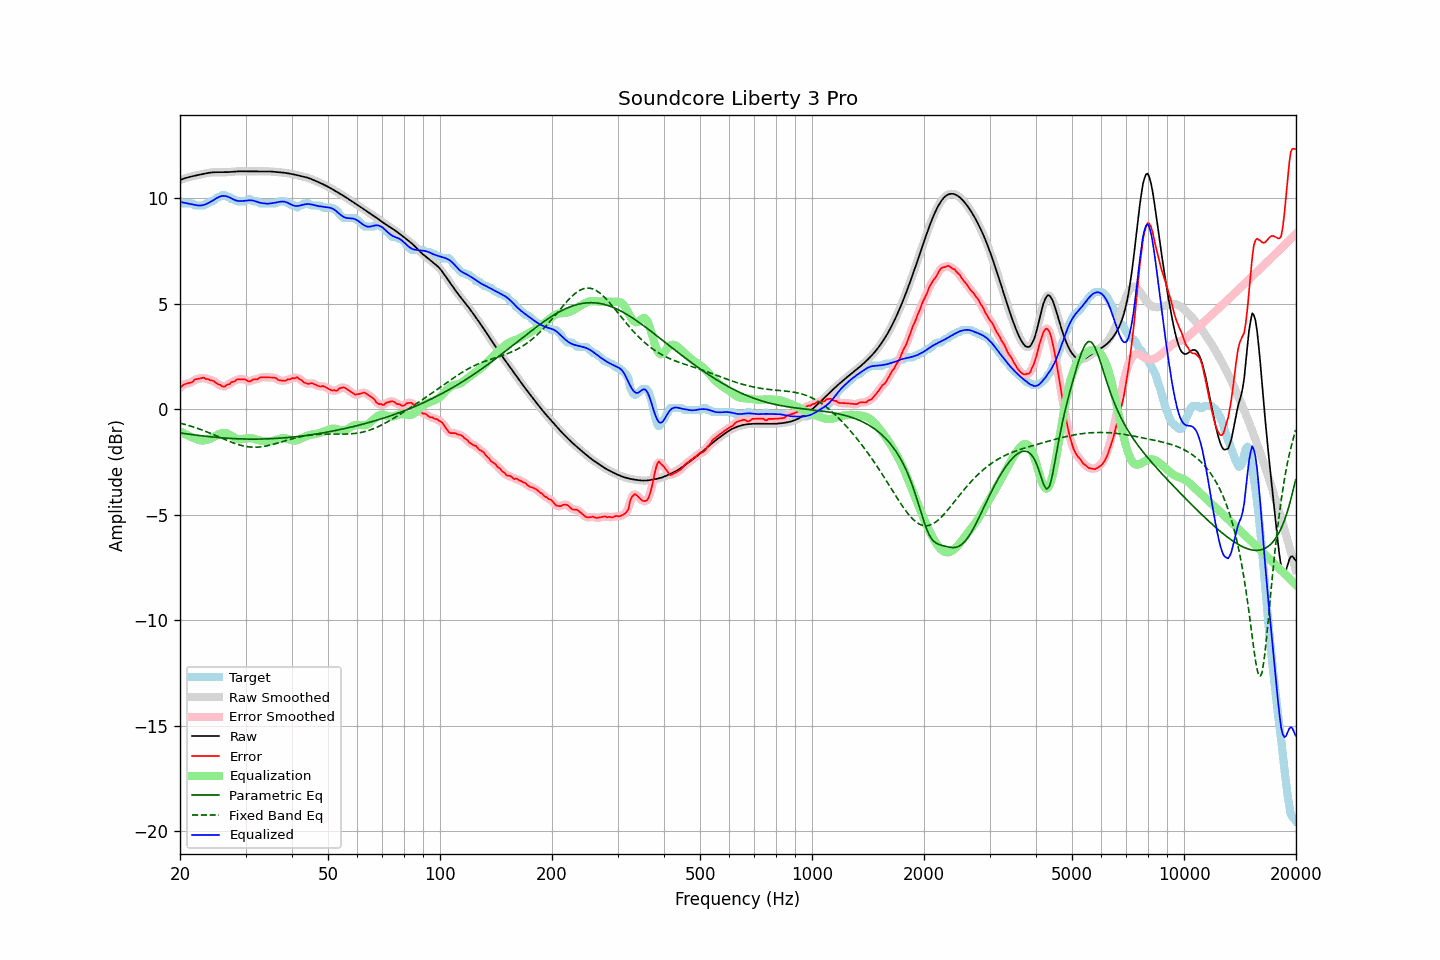 Soundcore Liberty 3 Pro
Amplitude (dBr)
10
5
0
−5
−10
−15
−20
Target
Raw Smoothed
Error Smoothed
Raw
Error
Equalization
Parametric Eq
Fixed Band Eq
Equalized
20 50 100 200 500 1000 2000 5000 10000 20000
Frequency (Hz)